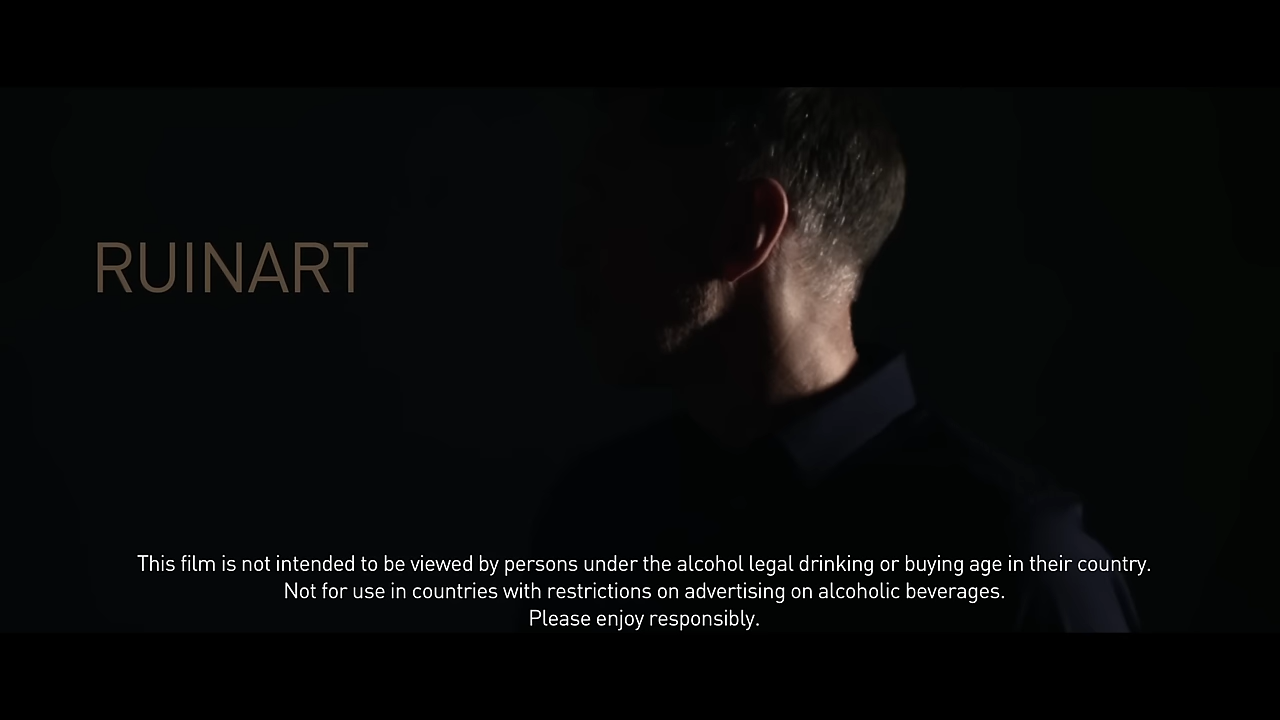 RUINART
This film is not intended to be viewed by persons under the alcohol legal drinking or buying age in their country.
Not for use in countries with restrictions on advertising on alcoholic beverages.
Please enjoy responsibly.